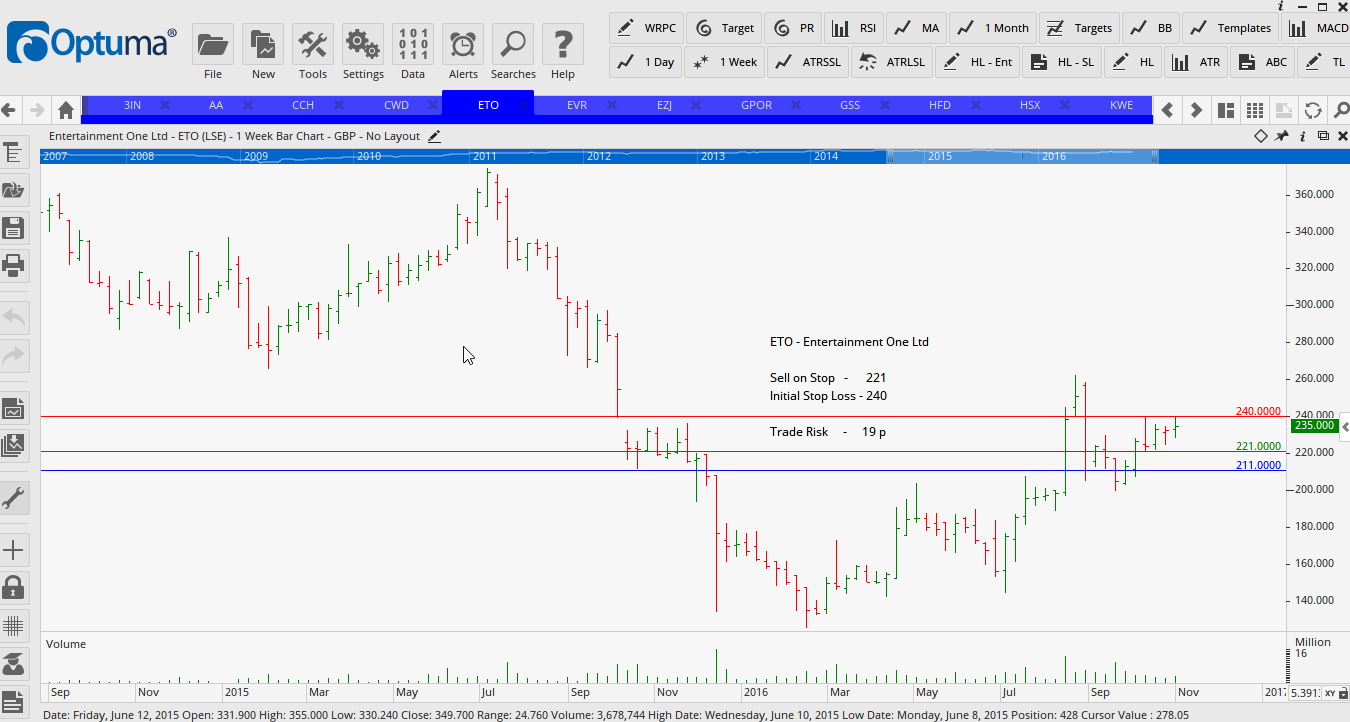 i
Optuma®
File
New
Tools
Settings
101
010
111
Data
Alerts
Searches
?
Help
WRPC
Target
PR
RSI
MA
1 Month
Targets
BB
Templates
MACD
1 Day
1 Week
ATRSSL
ATRLSL
HL - Ent
HL - SL
HL
ATR
ABC
TL
3IN
AA
CCH
CWD
ETO
EVR
EZJ
GPOR
GSS
HFD
HSX
KWE
Entertainment One Ltd - ETO (LSE) - 1 Week Bar Chart - GBP - No Layout
i
2007
2008
2009
2010
2011
2012
2013
2014
2015
2016
360.000
340.000
320.000
300.000
280.000
260.000
240.000
235.000
220.000
200.000
180.000
160.000
140.000
ETO - Entertainment One Ltd
Sell on Stop - 221
Initial Stop Loss - 240
Trade Risk - 19 p
240.0000
221.0000
211.0000
Volume
Million
16
Sep
Nov
2015
Mar
May
Jul
Sep
Nov
2016
Mar
May
Jul
Sep
Nov
XY
Date: Friday, June 12, 2015 Open: 331.900 High: 355.000 Low: 330.240 Close: 349.700 Range: 24.760 Volume: 3,678,744 High Date: Wednesday, June 10, 2015 Low Date: Monday, June 8, 2015 Position: 428 Cursor Value : 278.05